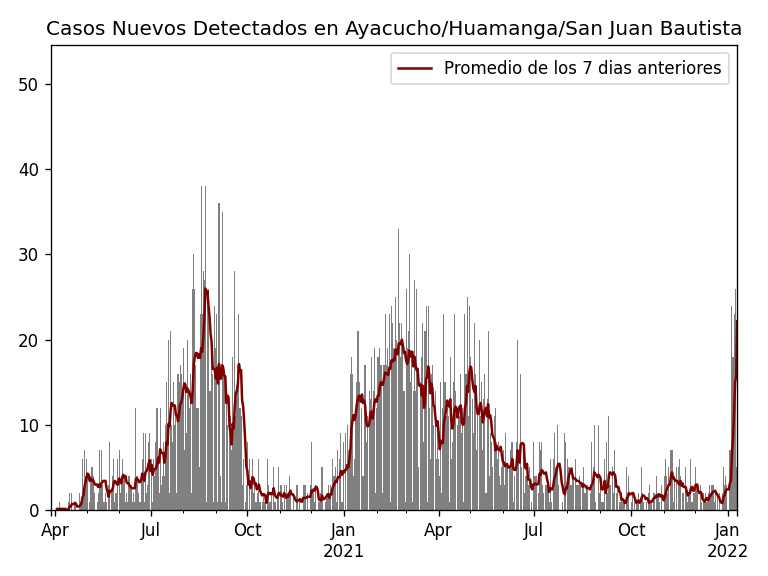 Casos Nuevos Detectados en Ayacucho/Huamanga/San Juan Bautista
Promedio de los 7 dias anteriores
50
40
30
20
10
0
Apr Jul Oct Jan Apr Jul Oct Jan
2021 2022